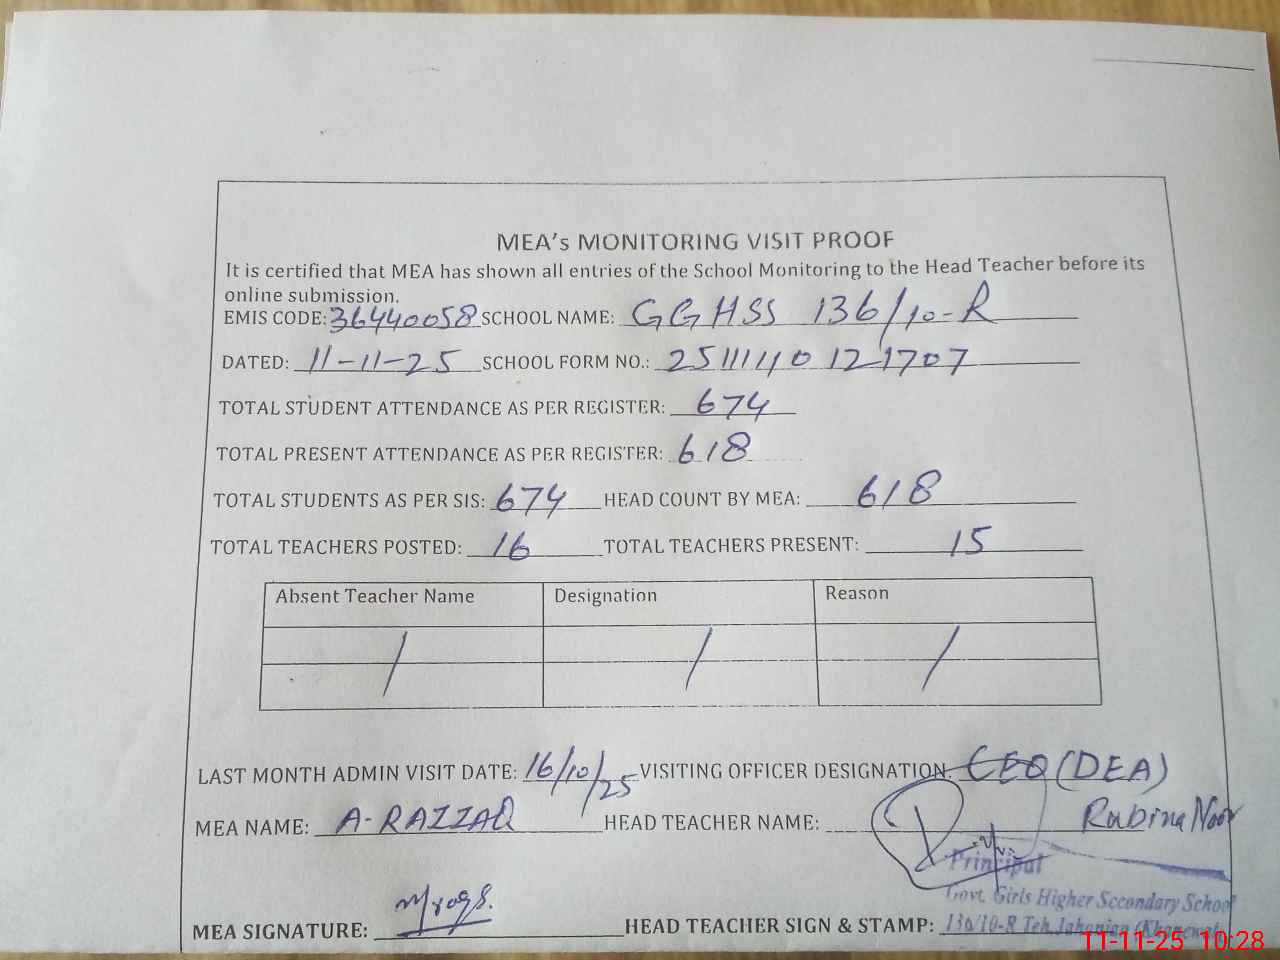 MEA's MONITORING VISIT PROOF
It is certified that MEA has shown all entries of the School Monitoring to the Head Teacher before its
online submission.
EMIS CODE: 36440058 SCHOOL NAME: GGHSS 136/10-R
DATED: 11-11-25 SCHOOL FORM NO.: 2511140121707
TOTAL STUDENT ATTENDANCE AS PER REGISTER: 674
TOTAL PRESENT ATTENDANCE AS PER REGISTER: 618
TOTAL STUDENTS AS PER SIS: 674 HEAD COUNT BY MEA: 618
TOTAL TEACHERS POSTED: 16 TOTAL TEACHERS PRESENT: 15
Absent Teacher Name Designation Reason
/ / /
LAST MONTH ADMIN VISIT DATE: 16/10/25 VISITING OFFICER DESIGNATION. CEO (DEA)
MEA NAME: A-RAZZAQ HEAD TEACHER NAME: Rubina Noor
Principal
Govt. Girls Higher Secondary School
MEA SIGNATURE: HEAD TEACHER SIGN & STAMP: 136/10-R Teh. Jahanian (Khanewal)
11-11-25 10:28